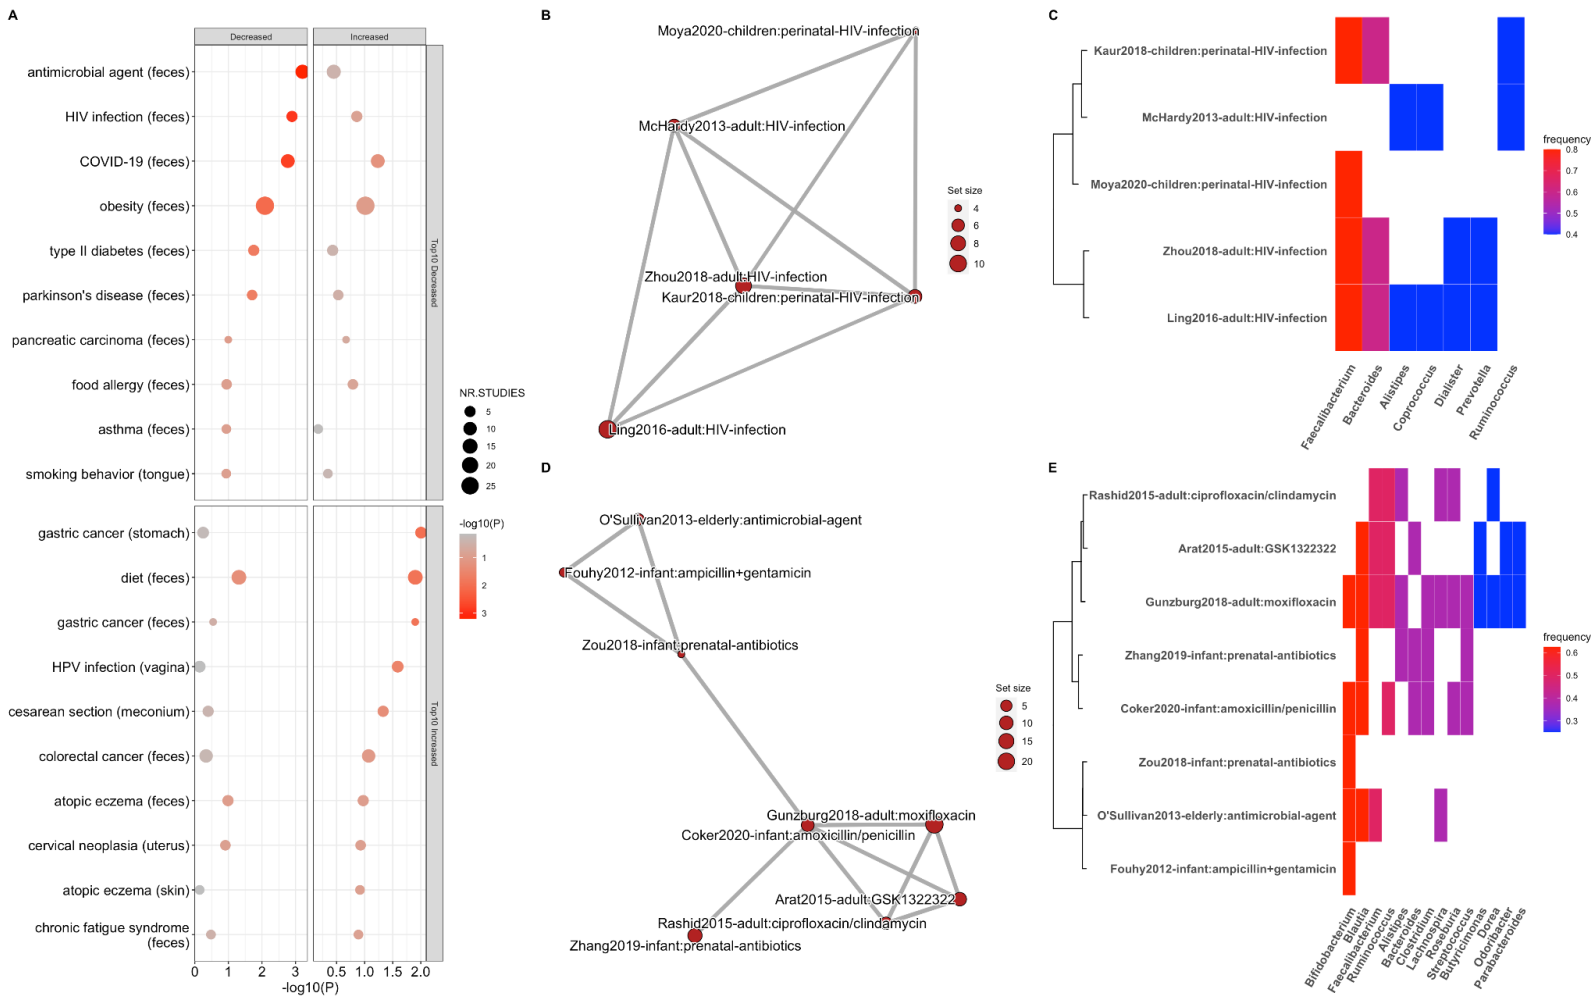 A
Decreased
Increased
antimicrobial agent (feces)
HIV infection (feces)
COVID-19 (feces)
obesity (feces)
type II diabetes (feces)
parkinson's disease (feces)
pancreatic carcinoma (feces)
food allergy (feces)
asthma (feces)
smoking behavior (tongue)
Top10 Decreased
gastric cancer (stomach)
diet (feces)
gastric cancer (feces)
HPV infection (vagina)
cesarean section (meconium)
colorectal cancer (feces)
atopic eczema (feces)
cervical neoplasia (uterus)
atopic eczema (skin)
chronic fatigue syndrome
(feces)
Top10 Increased
0 1 2 3 0.5 1.0 1.5 2.0
-log10(P)
NR.STUDIES
5
10
15
20
25
-log10(P)
1
2
3
B
Moya2020-children:perinatal-HIV-infection
McHardy2013-adult:HIV-infection
Zhou2018-adult:HIV-infection
Kaur2018-children:perinatal-HIV-infection
Ling2016-adult:HIV-infection
Set size
4
6
8
10
C
Kaur2018-children:perinatal-HIV-infection
McHardy2013-adult:HIV-infection
Moya2020-children:perinatal-HIV-infection
Zhou2018-adult:HIV-infection
Ling2016-adult:HIV-infection
Faecalibacterium
Bacteroides
Alistipes
Coprococcus
Dialister
Prevotella
Ruminococcus
frequency
0.8
0.7
0.6
0.5
0.4
D
O'Sullivan2013-elderly:antimicrobial-agent
Fouhy2012-infant:ampicillin+gentamicin
Zou2018-infant:prenatal-antibiotics
Gunzburg2018-adult:moxifloxacin
Coker2020-infant:amoxicillin/penicillin
Arat2015-adult:GSK1322322
Rashid2015-adult:ciprofloxacin/clindamycin
Zhang2019-infant:prenatal-antibiotics
Set size
5
10
15
20
E
Rashid2015-adult:ciprofloxacin/clindamycin
Arat2015-adult:GSK1322322
Gunzburg2018-adult:moxifloxacin
Zhang2019-infant:prenatal-antibiotics
Coker2020-infant:amoxicillin/penicillin
Zou2018-infant:prenatal-antibiotics
O'Sullivan2013-elderly:antimicrobial-agent
Fouhy2012-infant:ampicillin+gentamicin
Bifidobacterium
Blautia
Faecalibacterium
Ruminococcus
Alistipes
Bacteroides
Clostridium
Lachnospira
Roseburia
Streptococcus
Butyricimonas
Dorea
Odoribacter
Parabacteroides
frequency
0.6
0.5
0.4
0.3